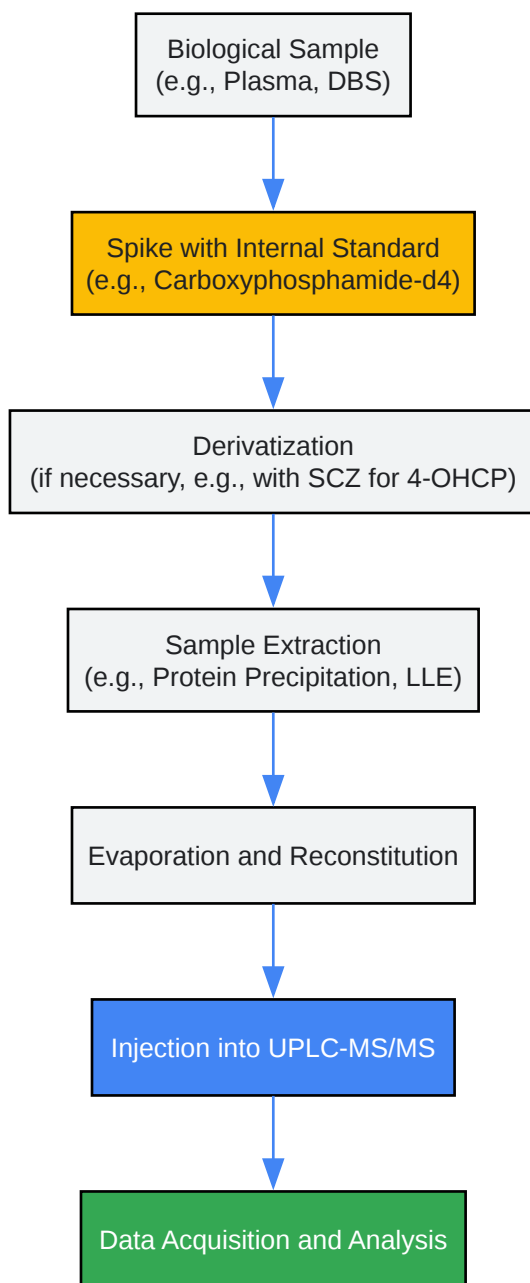 Biological Sample
(e.g., Plasma, DBS)
Spike with Internal Standard
(e.g., Carboxyphosphamide-d4)
Derivatization
(if necessary, e.g., with SCZ for 4-OHCP)
Sample Extraction
(e.g., Protein Precipitation, LLE)
Evaporation and Reconstitution
Injection into UPLC-MS/MS
Data Acquisition and Analysis